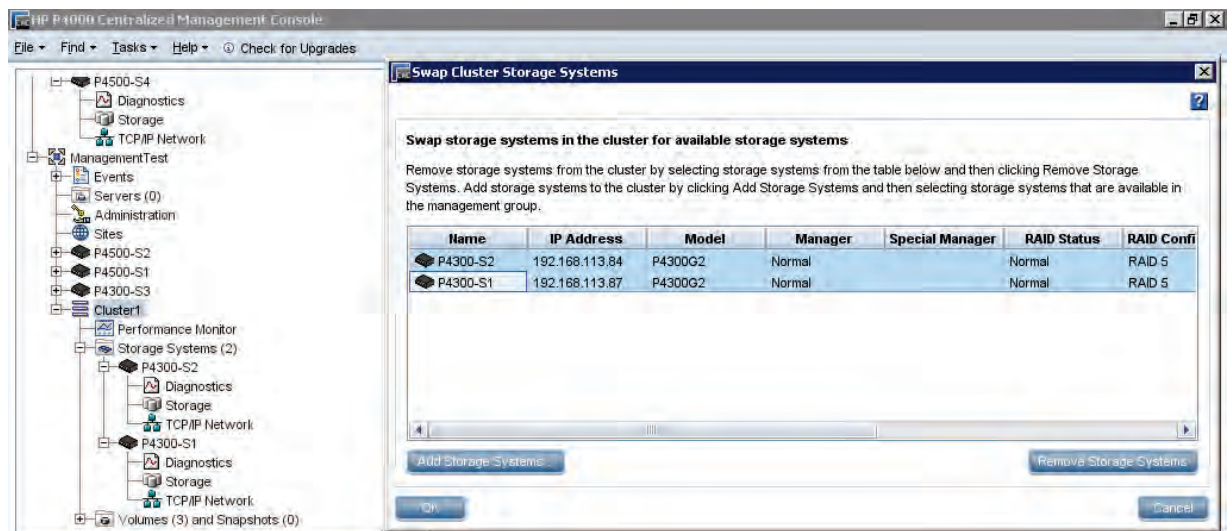 HP P4000 Centralized Management Console
File Find Tasks Help Check for Upgrades
P4500-S4
Diagnostics
Storage
TCP/IP Network
ManagementTest
Events
Servers (0)
Administration
Sites
P4500-S2
P4500-S1
P4300-S3
Cluster1
Performance Monitor
Storage Systems (2)
P4300-S2
Diagnostics
Storage
TCP/IP Network
P4300-S1
Diagnostics
Storage
TCP/IP Network
Volumes (3) and Snapshots (0)
Swap Cluster Storage Systems
?
Swap storage systems in the cluster for available storage systems
Remove storage systems from the cluster by selecting storage systems from the table below and then clicking Remove Storage
Systems. Add storage systems to the cluster by clicking Add Storage Systems and then selecting storage systems that are available in
the management group.
Name IP Address Model Manager Special Manager RAID Status RAID Confi
P4300-S2 192.168.113.84 P4300G2 Normal Normal RAID 5
P4300-S1 192.168.113.87 P4300G2 Normal Normal RAID 5
Add Storage Systems... Remove Storage Systems
OK Cancel